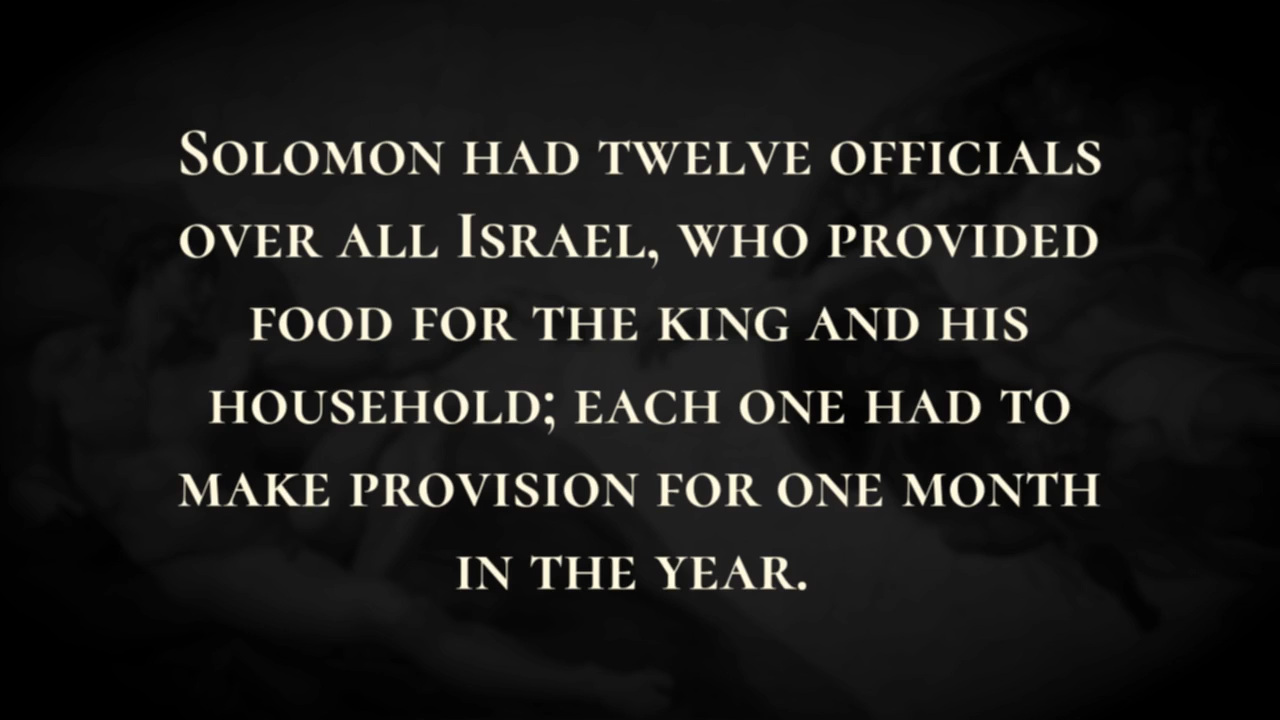 Solomon had twelve officials
over all Israel, who provided
food for the king and his
household; each one had to
make provision for one month
in the year.